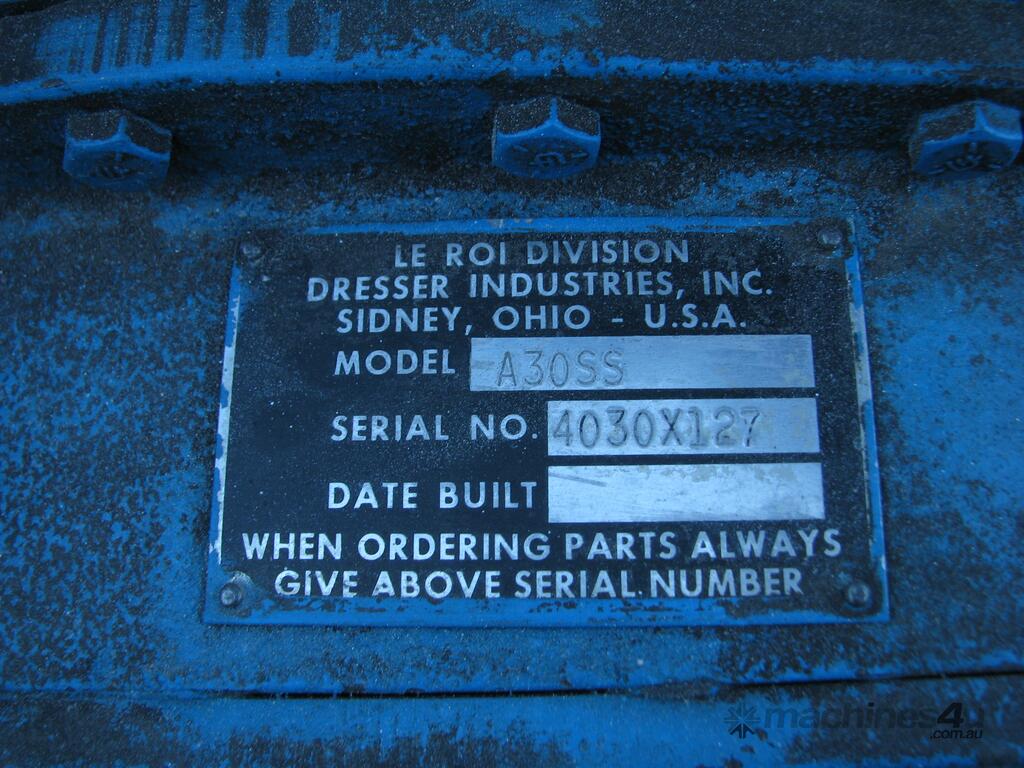 LE ROI DIVISION
DRESSER INDUSTRIES, INC.
SIDNEY, OHIO - U.S.A.
MODEL A30SS
SERIAL NO. 4030X127
DATE BUILT
WHEN ORDERING PARTS ALWAYS
GIVE ABOVE SERIAL NUMBER
machines4u
.com.au